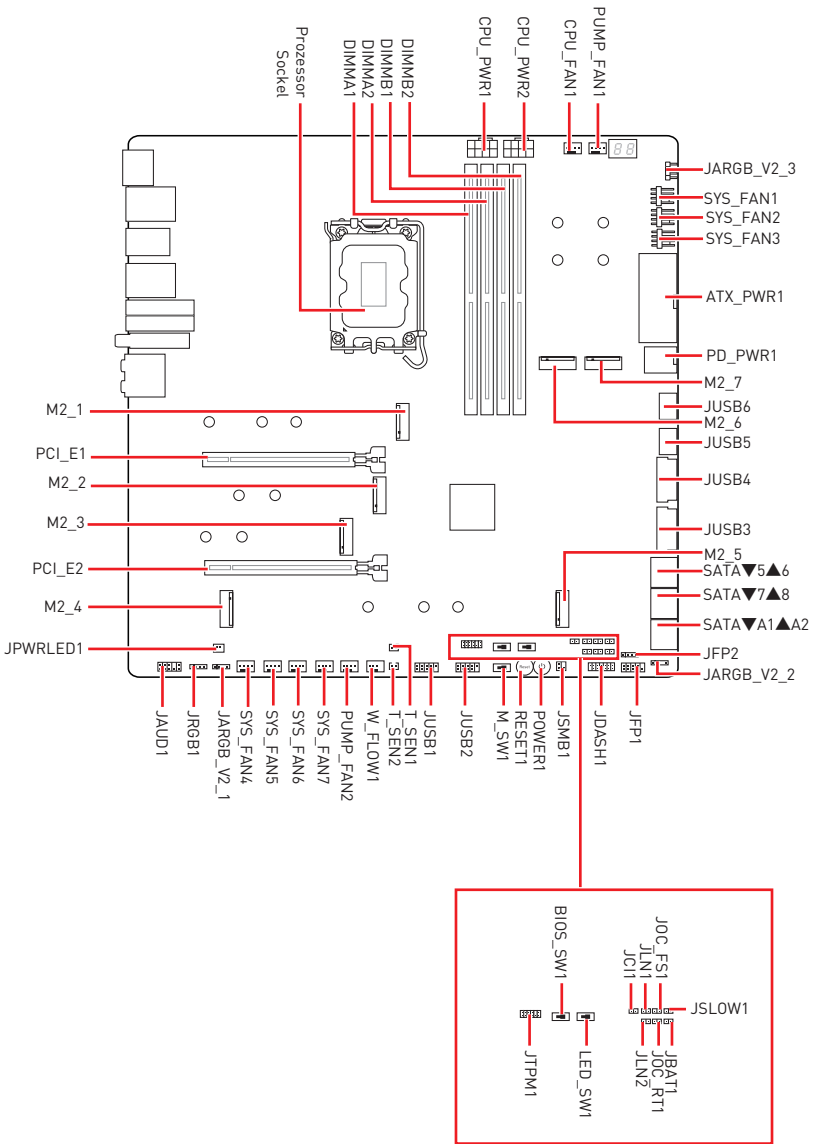 Prozessor
Sockel
DIMMA1
DIMMA2
DIMMB1
DIMMB2
CPU_PWR1
CPU_PWR2
CPU_FAN1
PUMP_FAN1
88
JARGB_V2_3
SYS_FAN1
SYS_FAN2
SYS_FAN3
ATX_PWR1
PD_PWR1
M2_7
JUSB6
M2_6
JUSB5
JUSB4
JUSB3
M2_5
SATA▼5▲6
SATA▼7▲8
SATA▼A1▲A2
JFP2
JARGB_V2_2
M2_1
PCI_E1
M2_2
M2_3
PCI_E2
M2_4
JPWRLED1
Reset
JAUD1
JRGB1
JARGB_V2_1
SYS_FAN4
SYS_FAN5
SYS_FAN6
SYS_FAN7
PUMP_FAN2
W_FLOW1
T_SEN2
T_SEN1
JUSB1
JUSB2
M_SW1
RESET1
POWER1
JSMB1
JDASH1
JFP1
BIOS_SW1
JCI1
JLN1
JOC_FS1
JSLOW1
JTPM1
LED_SW1
JLN2
JOC_RT1
JBAT1